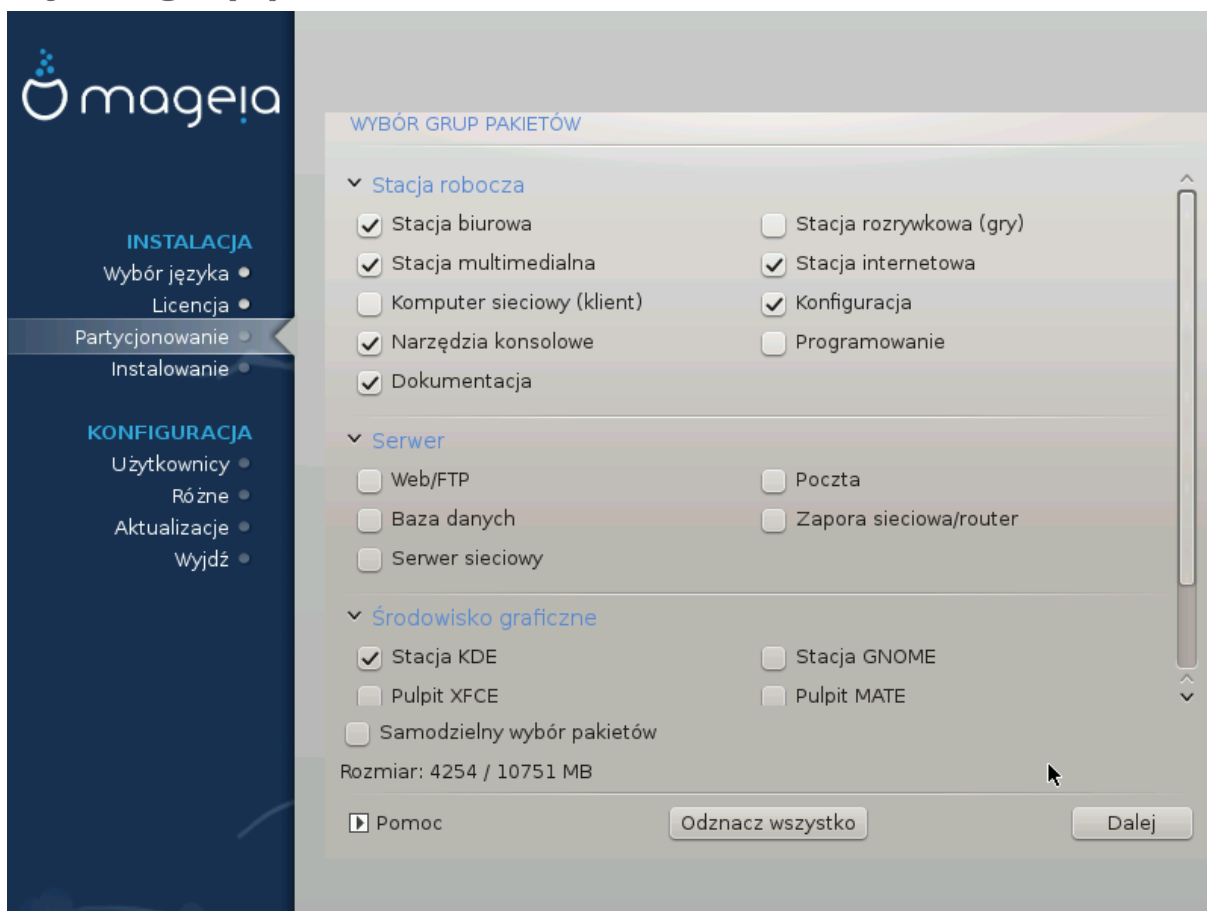 mageia
INSTALACJA
Wybór języka
Licencja
Partycjonowanie
Instalowanie
KONFIGURACJA
Użytkownicy
Różne
Aktualizacje
Wyjdź
WYBÓR GRUP PAKIETÓW
Stacja robocza
Stacja biurowa
Stacja rozrywkowa (gry)
Stacja multimedialna
Stacja internetowa
Komputer sieciowy (klient)
Konfiguracja
Narzędzia konsolowe
Programowanie
Dokumentacja
Serwer
Web/FTP
Poczta
Baza danych
Zapora sieciowa/router
Serwer sieciowy
Środowisko graficzne
Stacja KDE
Stacja GNOME
Pulpit XFCE
Pulpit MATE
Samodzielny wybór pakietów
Rozmiar: 4254 / 10751 MB
Pomoc
Odznacz wszystko
Dalej